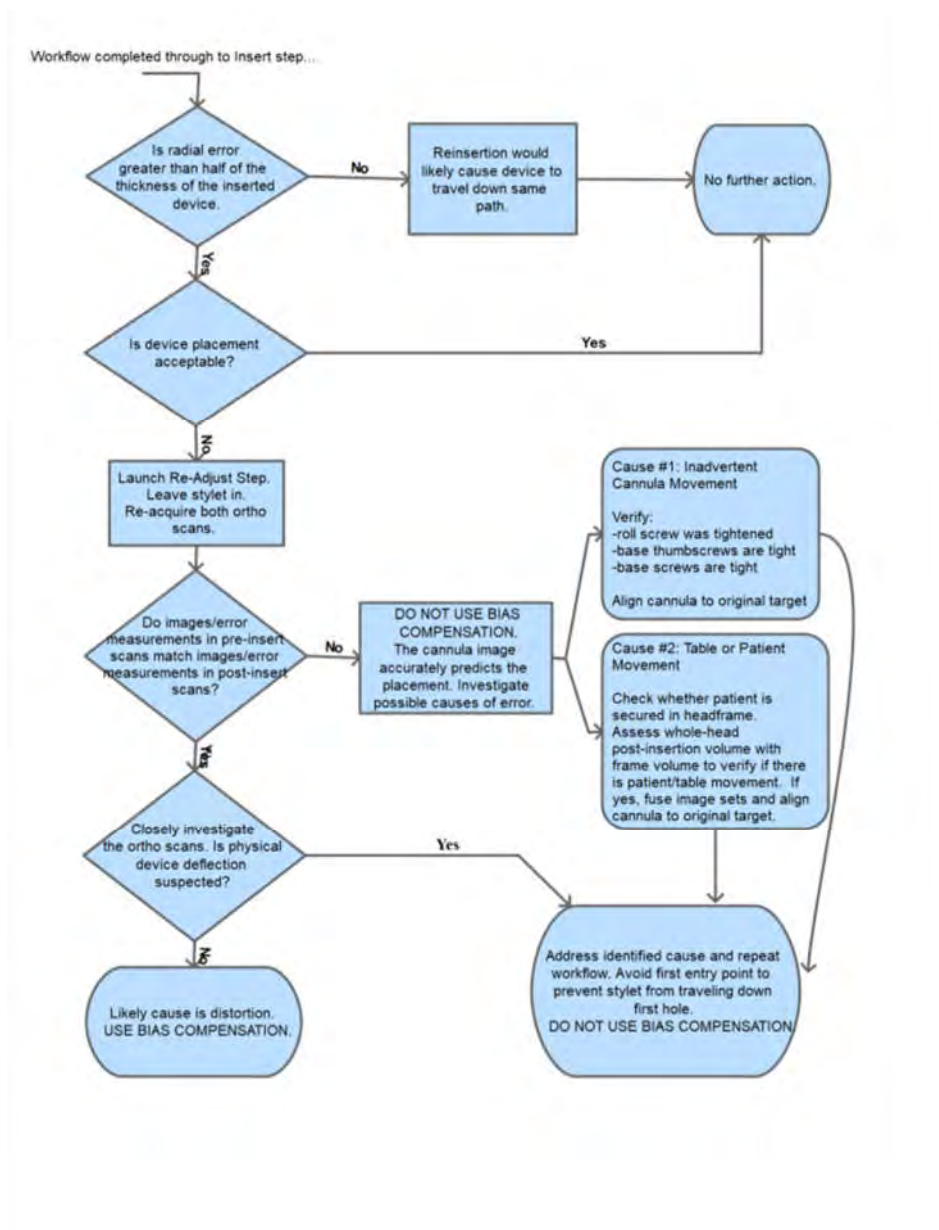 Workflow completed through to Insert step...
Is radial error
greater than half of the
thickness of the inserted
device.
No
Reinsertion would
likely cause device to
travel down same
path.
No further action.
Yes
Is device placement
acceptable?
Yes
No
Launch Re-Adjust Step.
Leave stylet in.
Re-acquire both ortho
scans.
Do images/error
measurements in pre-insert
scans match images/error
measurements in post-insert
scans?
No
DO NOT USE BIAS
COMPENSATION.
The cannula image
accurately predicts the
placement. Investigate
possible causes of error.
Cause #1: Inadvertent
Cannula Movement
Verify:
-roll screw was tightened
-base thumbscrews are tight
-base screws are tight
Align cannula to original target
Cause #2: Table or Patient
Movement
Check whether patient is
secured in headframe.
Assess whole-head
post-insertion volume with
frame volume to verify if there
is patient/table movement. If
yes, fuse image sets and align
cannula to original target.
Yes
Closely investigate
the ortho scans. Is physical
device deflection
suspected?
Yes
No
Likely cause is distortion.
USE BIAS COMPENSATION.
Address identified cause and repeat
workflow. Avoid first entry point to
prevent stylet from traveling down
first hole.
DO NOT USE BIAS COMPENSATION